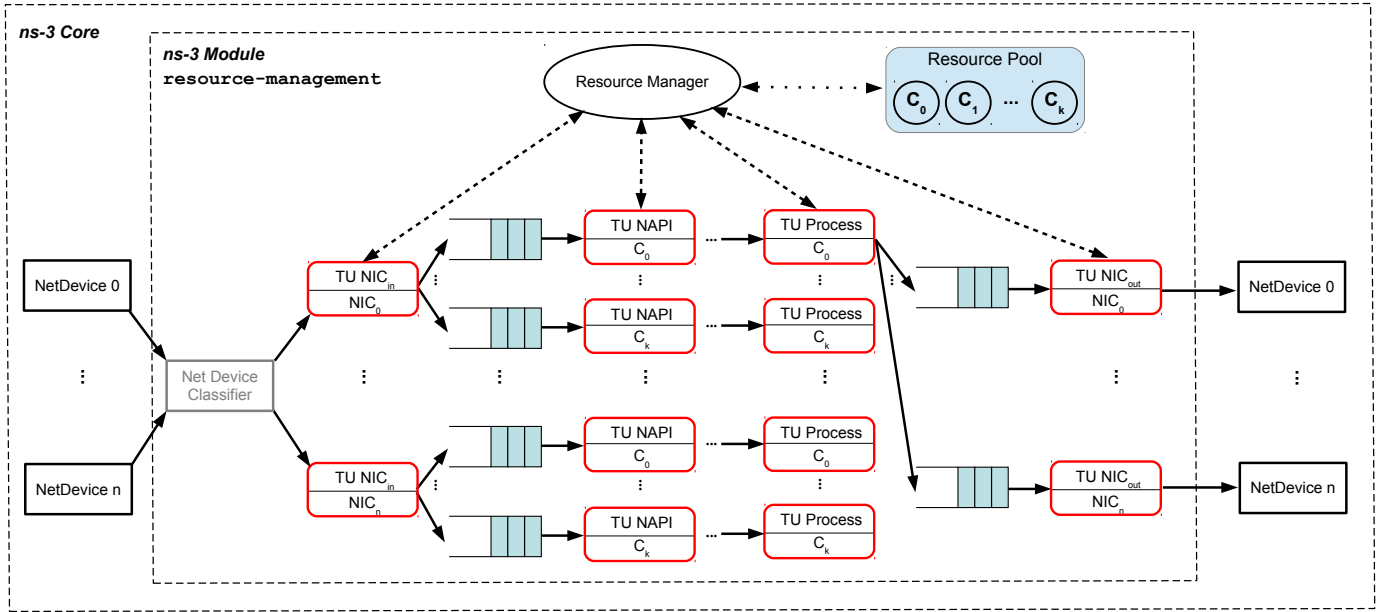 ns-3 Core
ns-3 Module
resource-management
Resource Manager
Resource Pool
C0 C1 ... Ck
NetDevice 0
⋮
NetDevice n
Net Device
Classifier
TU NICin
NIC0
⋮
TU NICin
NICn
⋮
⋮
⋮
TU NAPI
C0
⋮
TU NAPI
Ck
⋮
TU NAPI
C0
⋮
TU NAPI
Ck
...
...
...
...
TU Process
C0
⋮
TU Process
Ck
⋮
TU Process
C0
⋮
TU Process
Ck
⋮
TU NICout
NIC0
⋮
TU NICout
NICn
NetDevice 0
⋮
NetDevice n